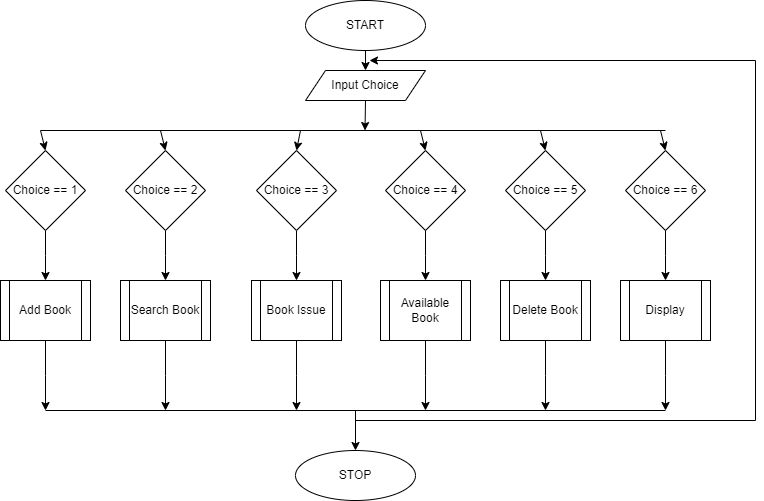 START
Input Choice
Choice == 1
Choice == 2
Choice == 3
Choice == 4
Choice == 5
Choice == 6
Add Book
Search Book
Book Issue
Available
Book
Delete Book
Display
STOP